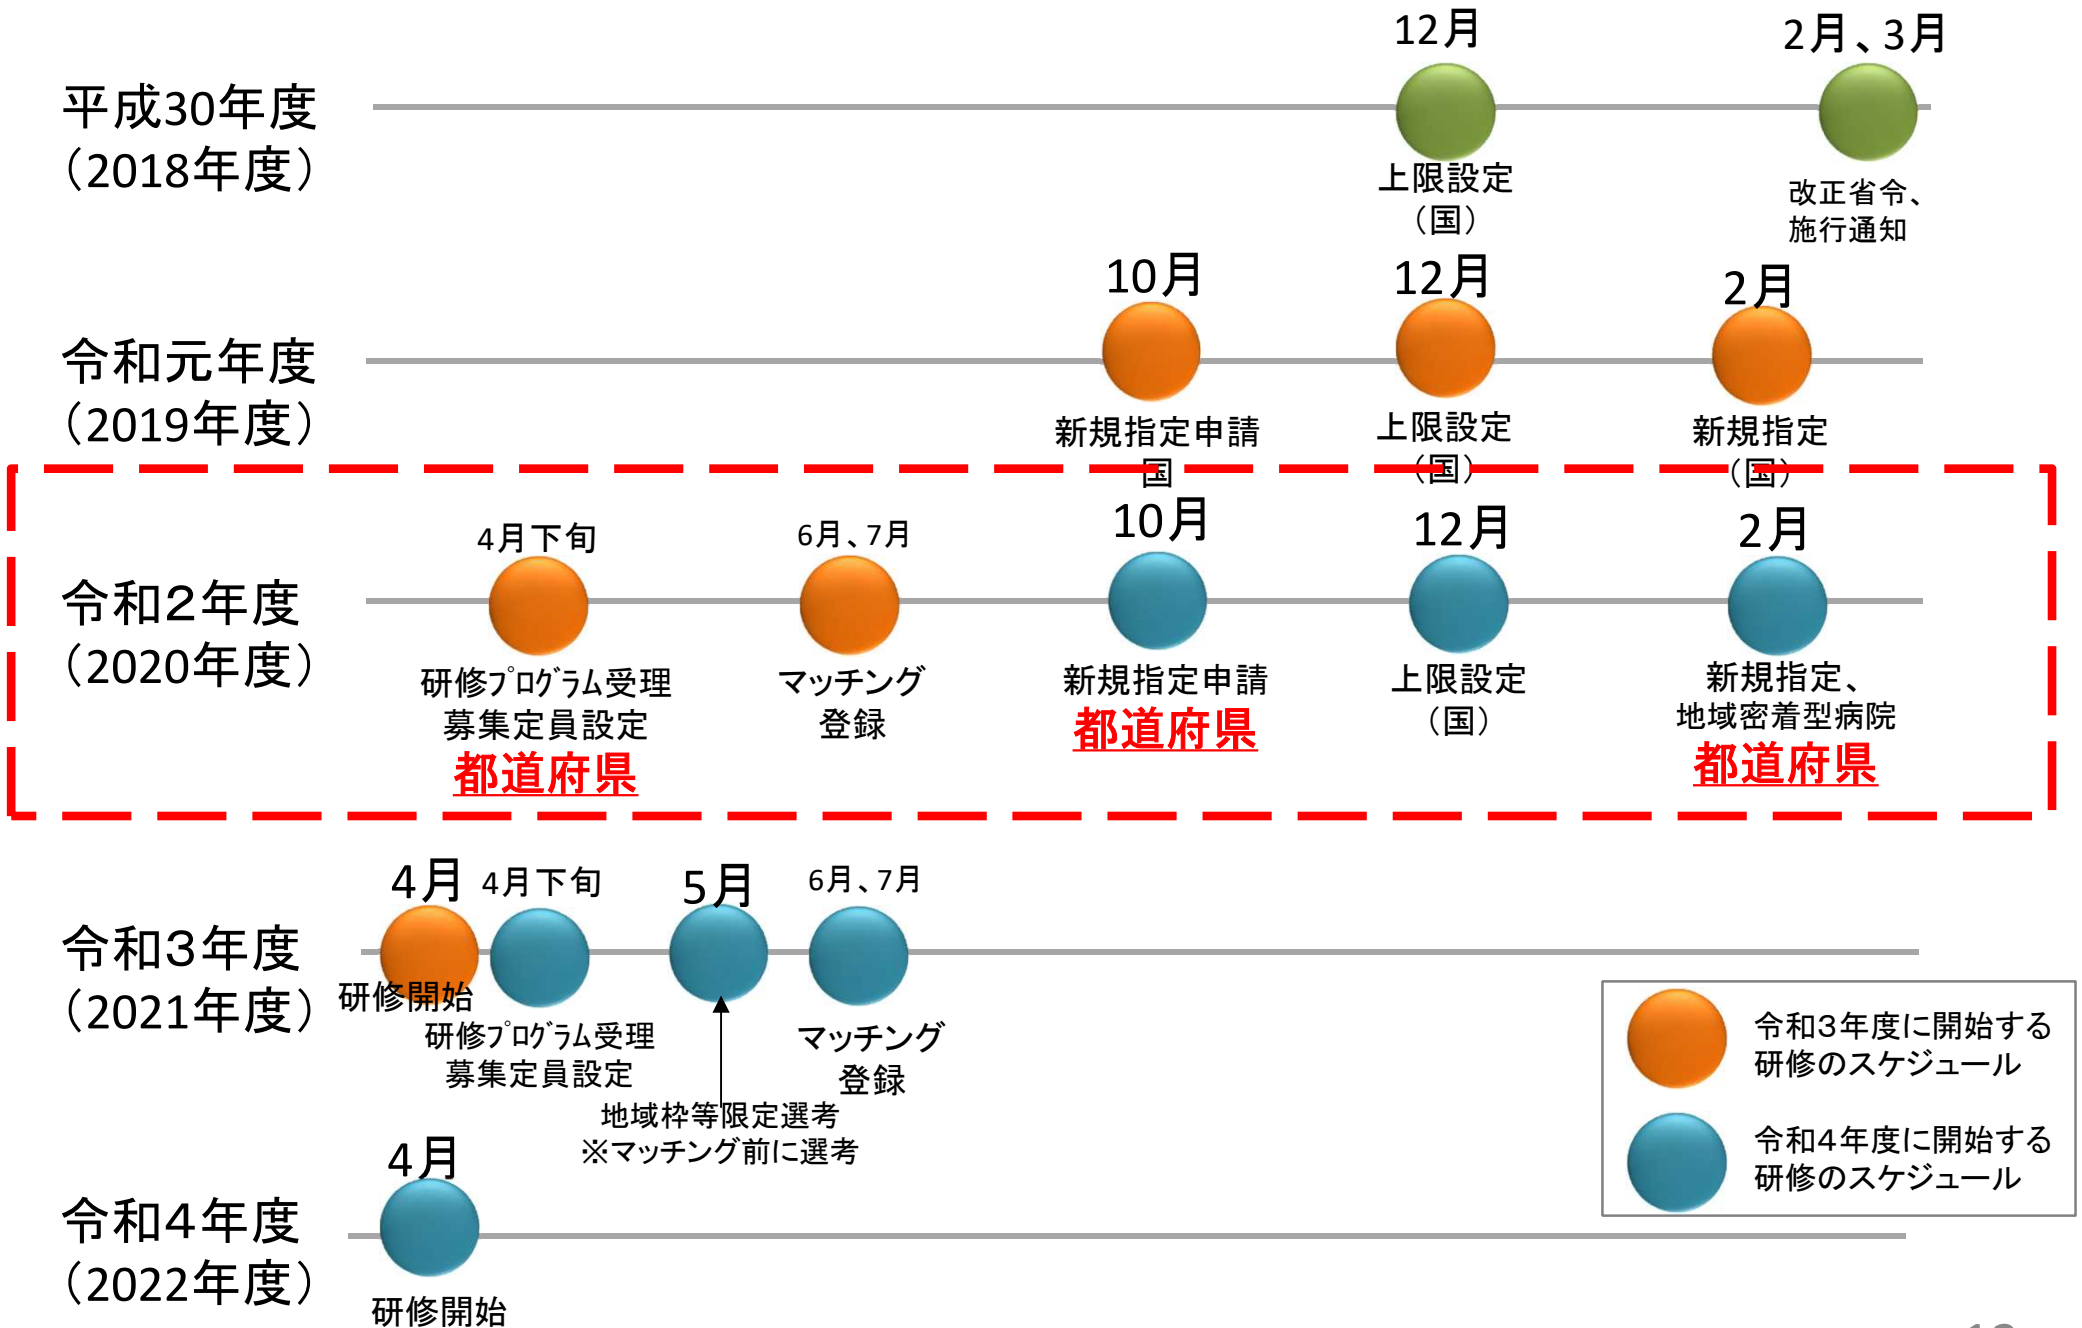 12月
2月、3月
平成30年度
（2018年度）
上限設定
（国）
改正省令、
施行通知
10月
12月
2月
令和元年度
（2019年度）
新規指定申請
国
上限設定
（国）
新規指定
（国）
4月下旬
6月、7月
10月
12月
2月
令和２年度
（2020年度）
研修ﾌﾟﾛｸﾞﾗﾑ受理
募集定員設定
都道府県
マッチング
登録
新規指定申請
都道府県
上限設定
（国）
新規指定、
地域密着型病院
都道府県
4月
4月下旬
5月
6月、7月
令和３年度
（2021年度）
研修開始
研修ﾌﾟﾛｸﾞﾗﾑ受理
募集定員設定
地域枠等限定選考
※マッチング前に選考
マッチング
登録
令和３年度に開始する
研修のスケジュール
令和４年度に開始する
研修のスケジュール
4月
令和４年度
（2022年度）
研修開始